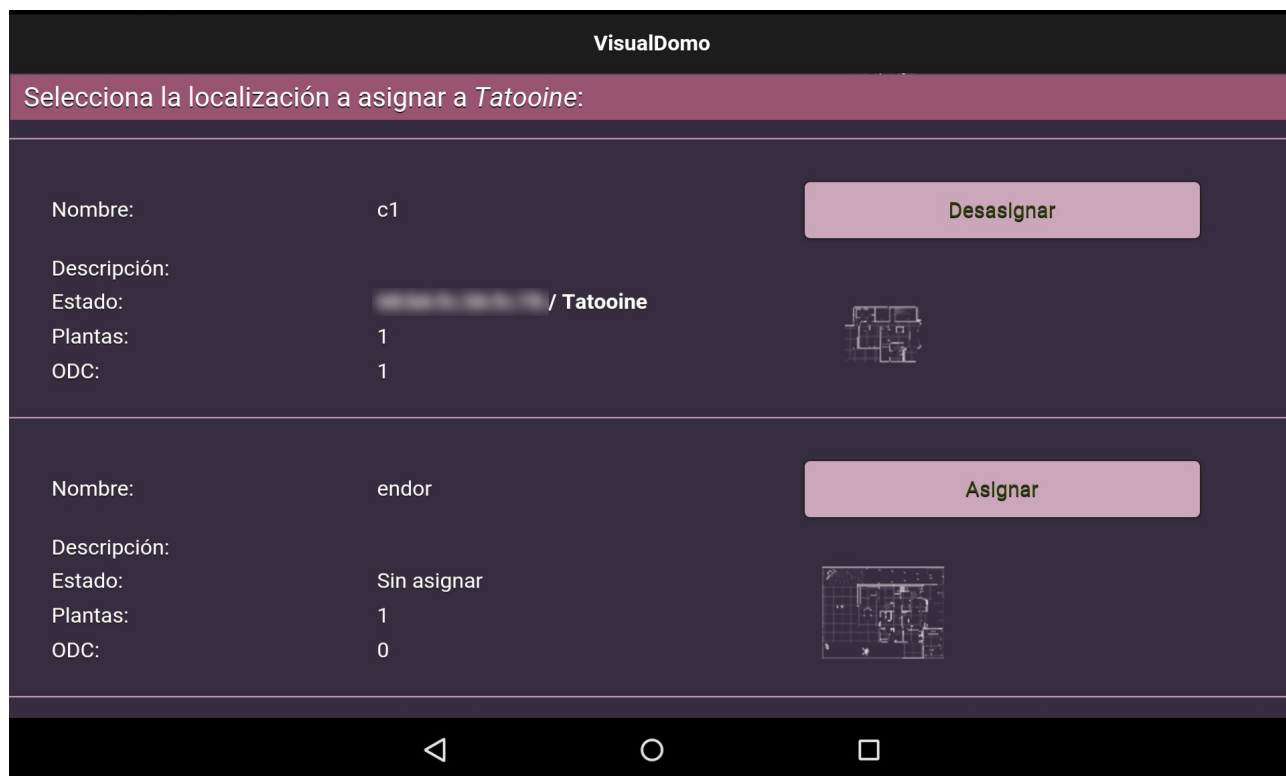 VisualDomo
Selecciona la localización a asignar a Tatooine:
Nombre: c1 Desasignar
Descripción:
Estado: / Tatooine
Plantas: 1
ODC: 1
Nombre: endor Asignar
Descripción:
Estado: Sin asignar
Plantas: 1
ODC: 0